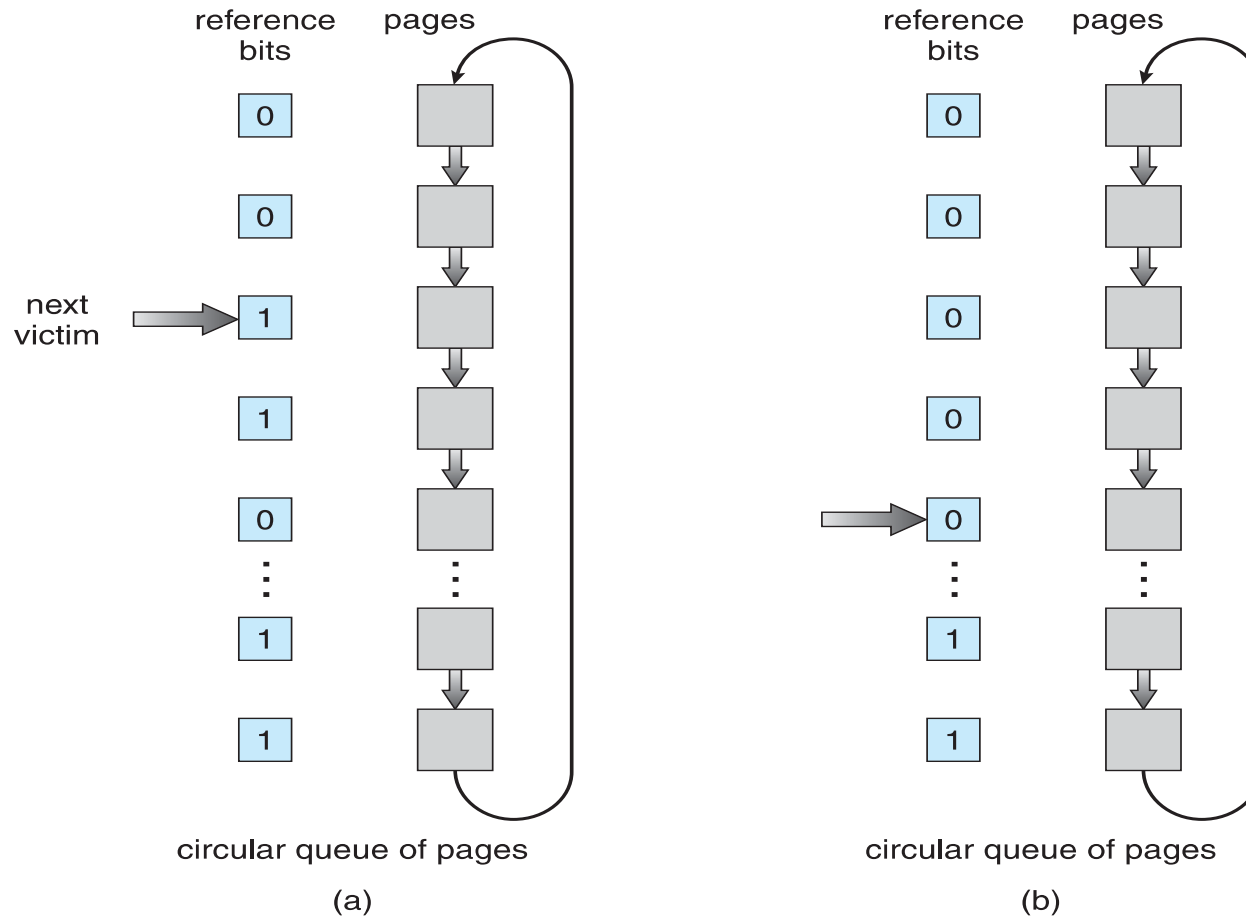 reference pages
bits
0
0
next
victim
1
1
0
1
1
circular queue of pages
(a)
reference pages
bits
0
0
0
0
0
1
1
circular queue of pages
(b)